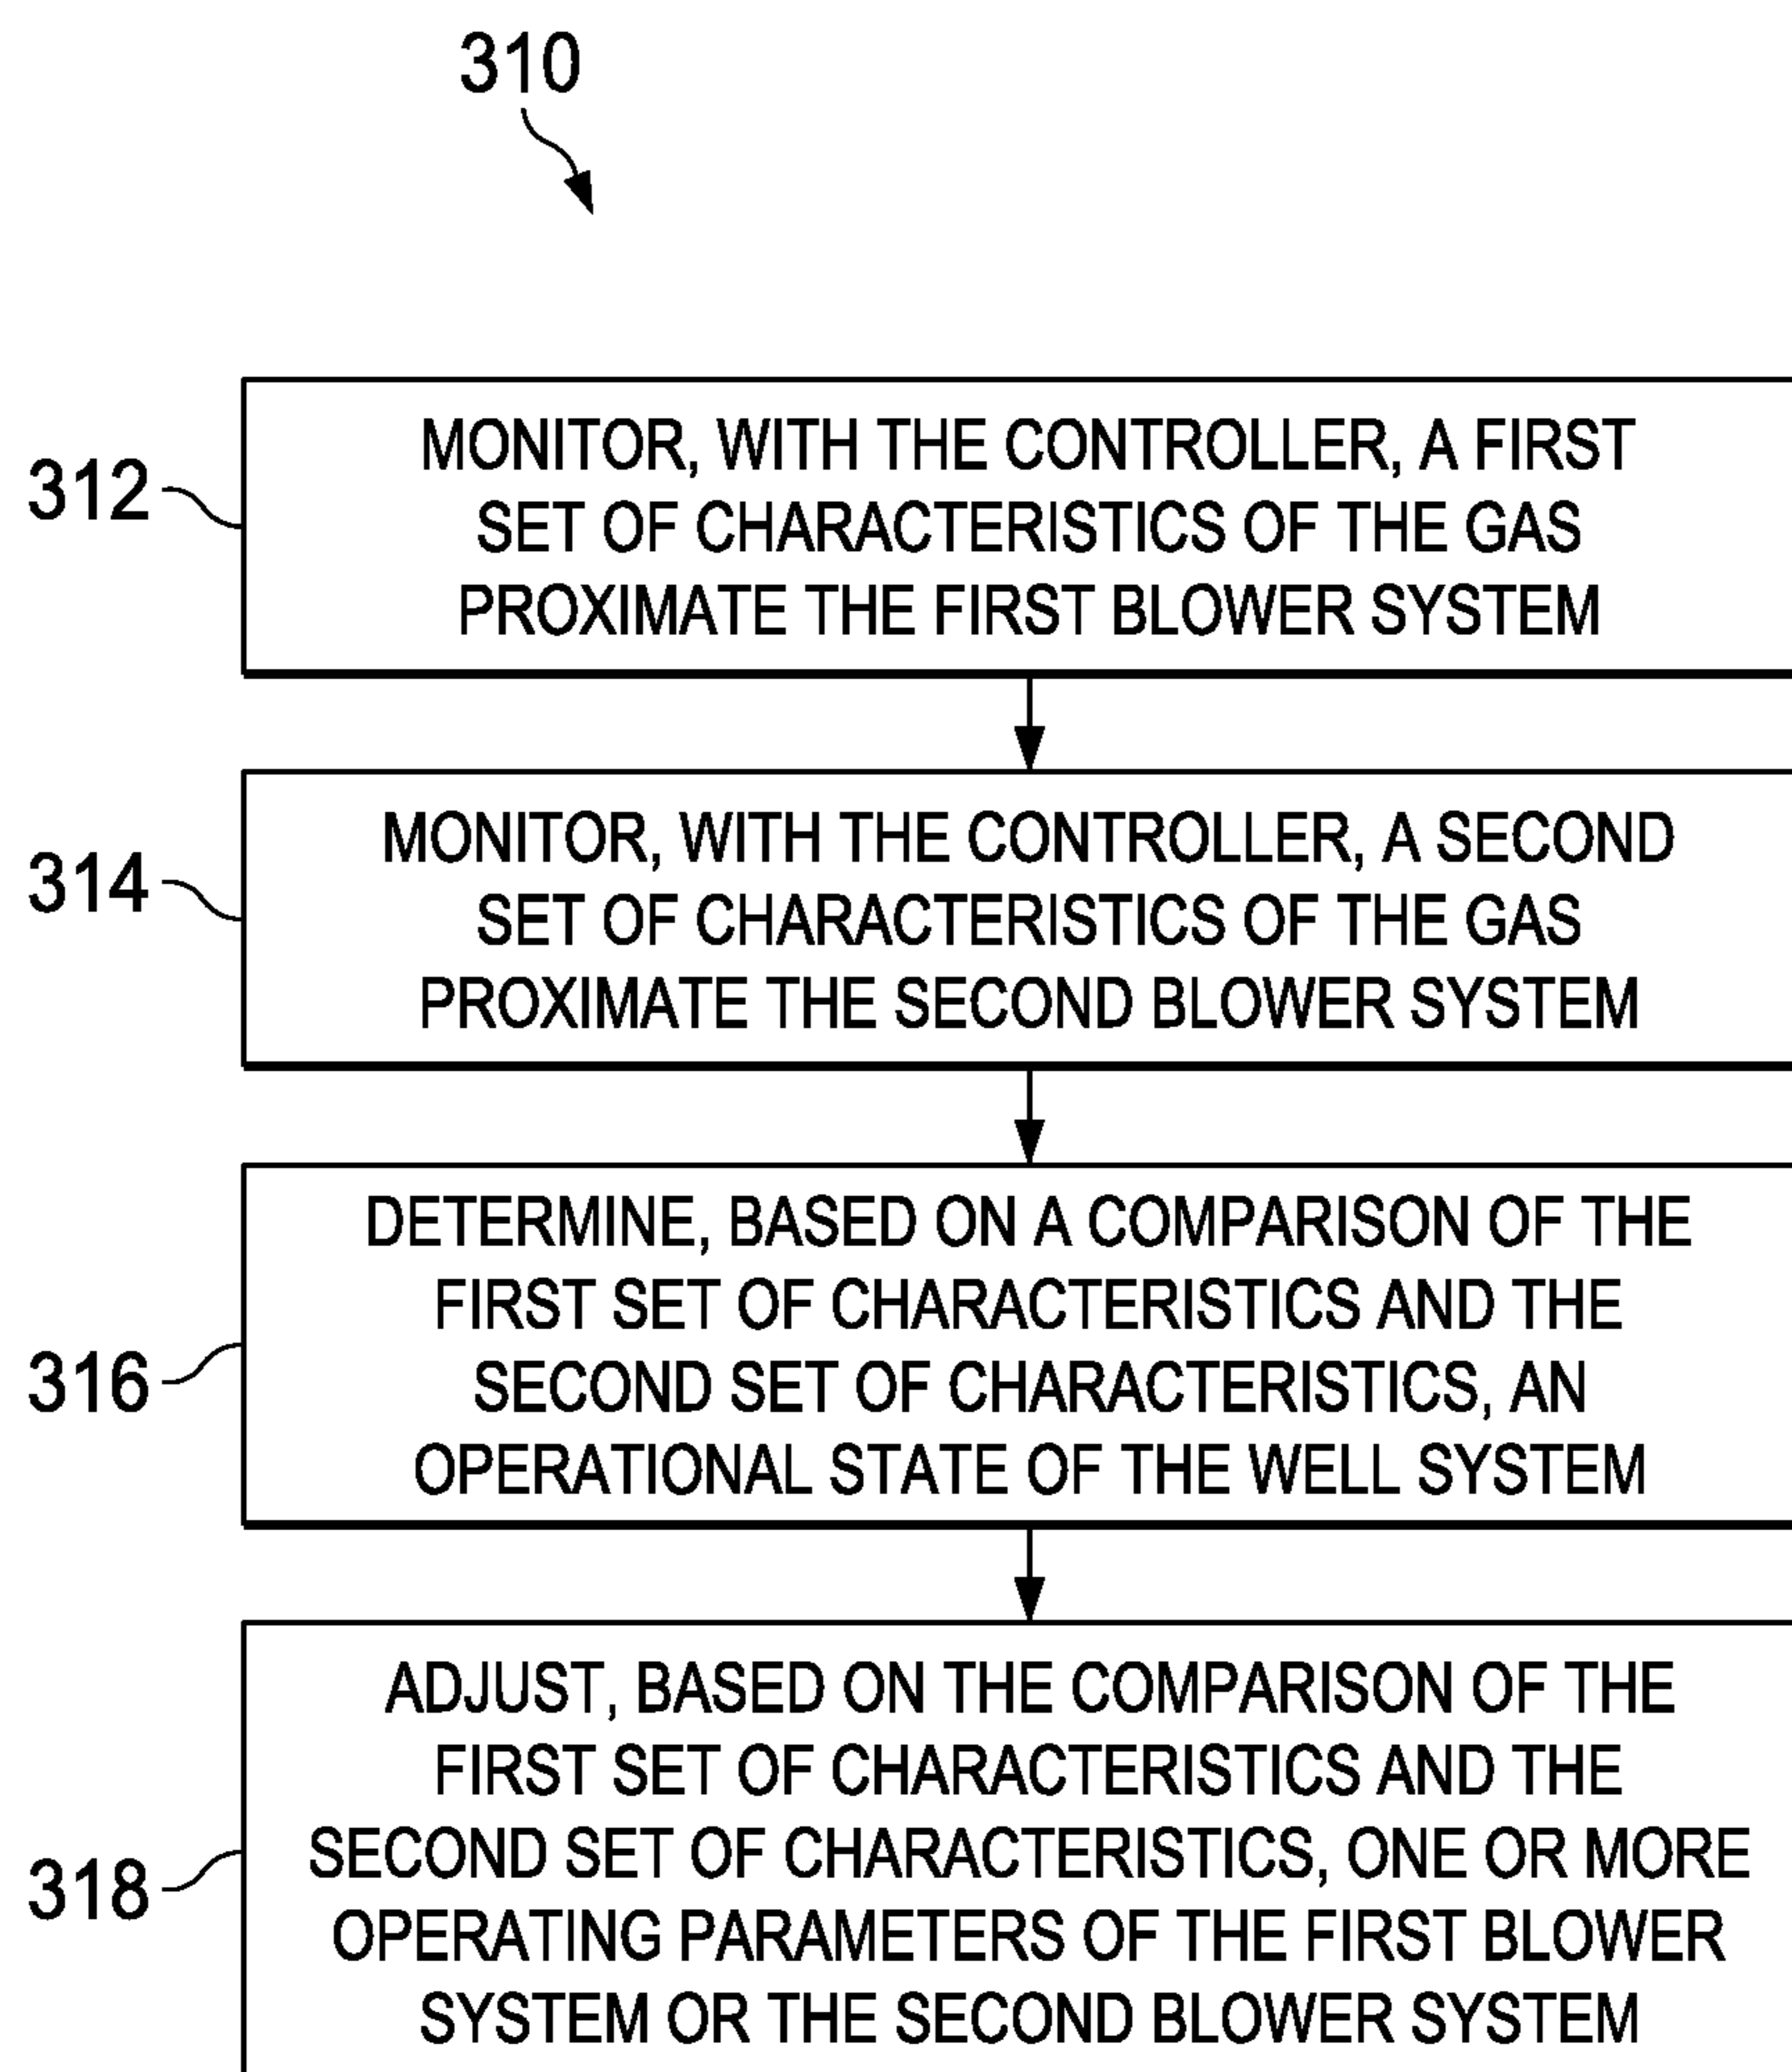 310
312
MONITOR, WITH THE CONTROLLER, A FIRST
SET OF CHARACTERISTICS OF THE GAS
PROXIMATE THE FIRST BLOWER SYSTEM
314
MONITOR, WITH THE CONTROLLER, A SECOND
SET OF CHARACTERISTICS OF THE GAS
PROXIMATE THE SECOND BLOWER SYSTEM
316
DETERMINE, BASED ON A COMPARISON OF THE
FIRST SET OF CHARACTERISTICS AND THE
SECOND SET OF CHARACTERISTICS, AN
OPERATIONAL STATE OF THE WELL SYSTEM
318
ADJUST, BASED ON THE COMPARISON OF THE
FIRST SET OF CHARACTERISTICS AND THE
SECOND SET OF CHARACTERISTICS, ONE OR MORE
OPERATING PARAMETERS OF THE FIRST BLOWER
SYSTEM OR THE SECOND BLOWER SYSTEM